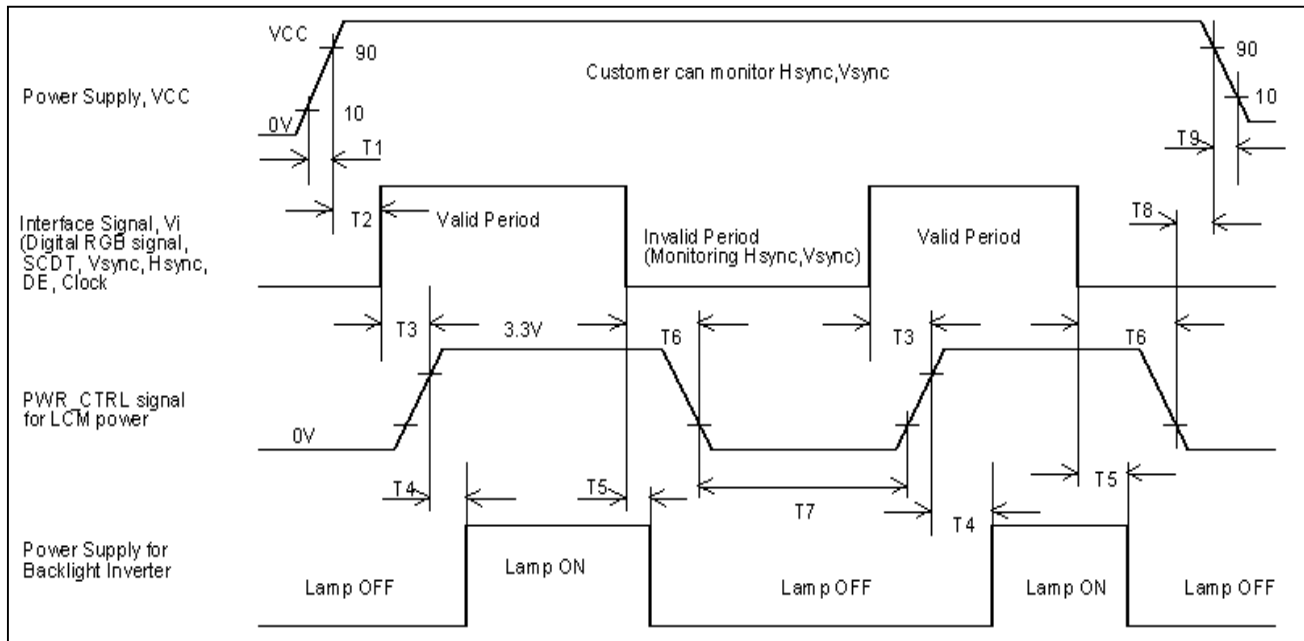 VCC
90
90
Customer can monitor Hsync,Vsync
Power Supply, VCC
10
10
0V
T1
T9
T2
Valid Period
T8
Interface Signal, Vi
(Digital RGB signal,
SCDT, Vsync, Hsync,
DE, Clock
Invalid Period
(Monitoring Hsync,Vsync)
Valid Period
T3
3.3V
T6
T3
T6
PWR_CTRL signal
for LCM power
0V
T4
T5
T7
T4
T5
Power Supply for
Backlight Inverter
Lamp OFF
Lamp ON
Lamp OFF
Lamp ON
Lamp OFF